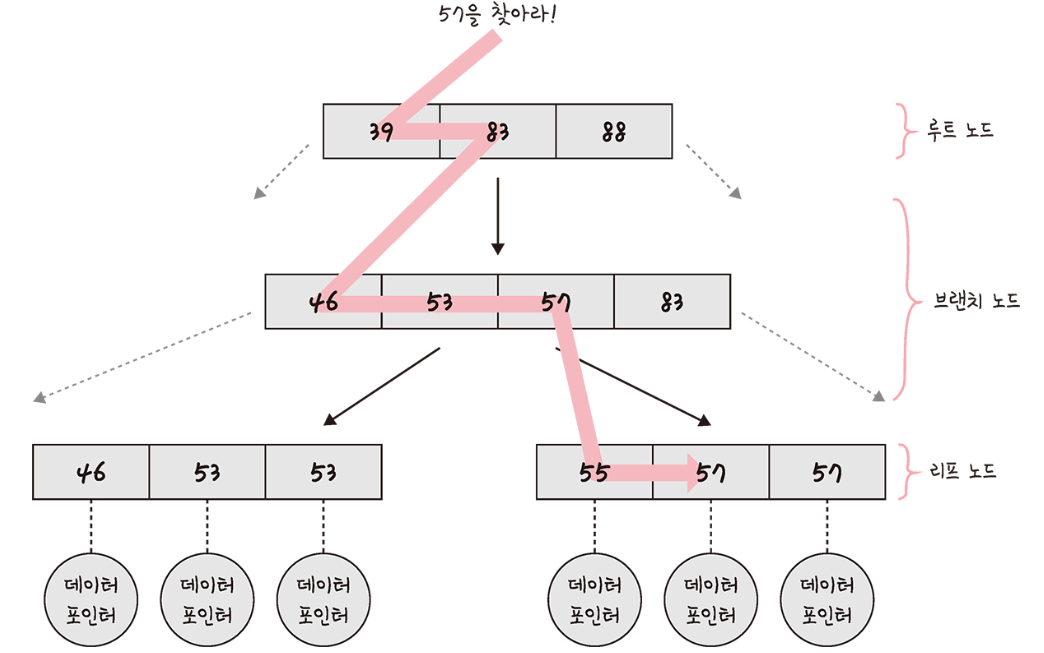 57을 찾아라!
39 83 88
루트 노드
46 53 57 83
브랜치 노드
46 53 53
55 57 57
리프 노드
데이터
포인터
데이터
포인터
데이터
포인터
데이터
포인터
데이터
포인터
데이터
포인터